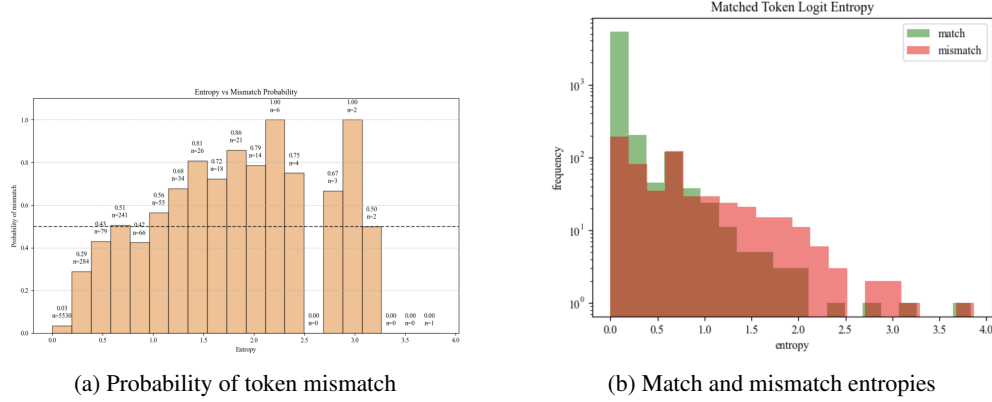 Entropy vs Mismatch Probability
Probability of mismatch
1.0
0.8
0.6
0.4
0.2
0.0
0.03
n=5530
0.29
n=284
0.43
n=79
0.51
n=241
0.42
n=66
0.56
n=55
0.68
n=34
0.81
n=26
0.72
n=18
0.86
n=21
0.79
n=14
1.00
n=6
0.75
n=4
0.00
n=0
0.67
n=3
1.00
n=2
0.50
n=2
0.00
n=0
0.00
n=0
0.00
n=1
0.0 0.5 1.0 1.5 2.0 2.5 3.0 3.5 4.0
Entropy
(a) Probability of token mismatch
Matched Token Logit Entropy
match
mismatch
frequency
10³
10²
10¹
10⁰
0.0 0.5 1.0 1.5 2.0 2.5 3.0 3.5 4.0
entropy
(b) Match and mismatch entropies